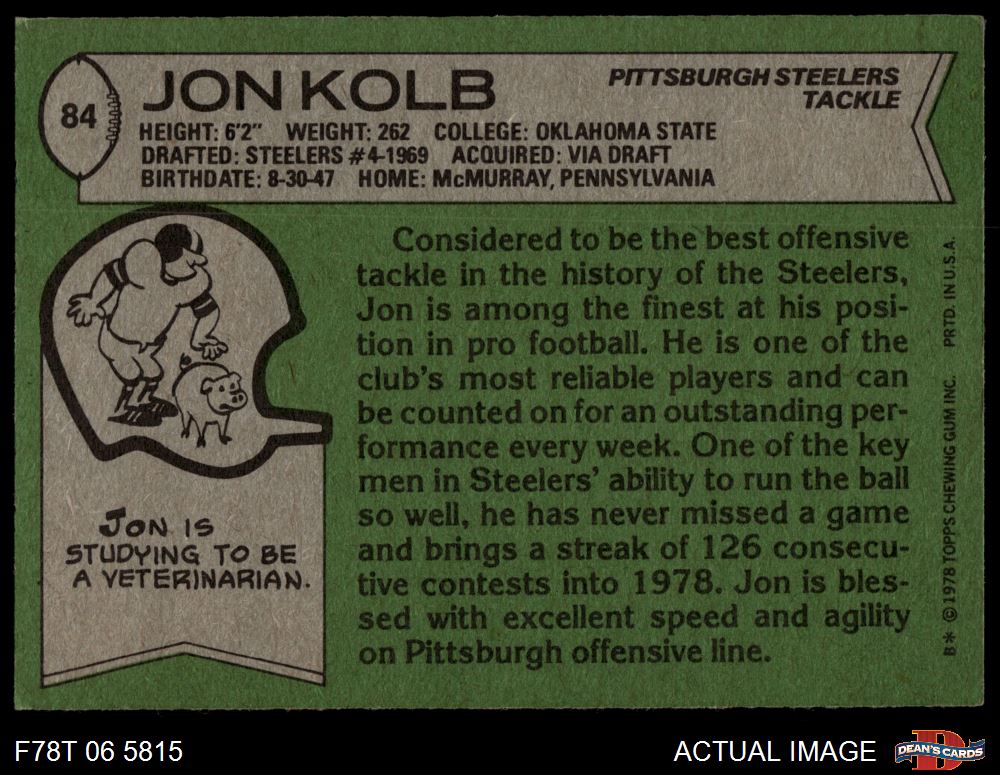 84
JON KOLB
PITTSBURGH STEELERS
TACKLE
HEIGHT: 6'2" WEIGHT: 262 COLLEGE: OKLAHOMA STATE
DRAFTED: STEELERS #4-1969 ACQUIRED: VIA DRAFT
BIRTHDATE: 8-30-47 HOME: McMURRAY, PENNSYLVANIA
Considered to be the best offensive
tackle in the history of the Steelers,
Jon is among the finest at his posi-
tion in pro football. He is one of the
club's most reliable players and can
be counted on for an outstanding per-
formance every week. One of the key
men in Steelers' ability to run the ball
so well, he has never missed a game
and brings a streak of 126 consecu-
tive contests into 1978. Jon is bles-
sed with excellent speed and agility
on Pittsburgh offensive line.
JON IS
STUDYING TO BE
A VETERINARIAN.
B* © 1978 TOPPS CHEWING GUM INC. PRTD. IN U.S.A.
F78T 06 5815
ACTUAL IMAGE
DEAN'S CARDS